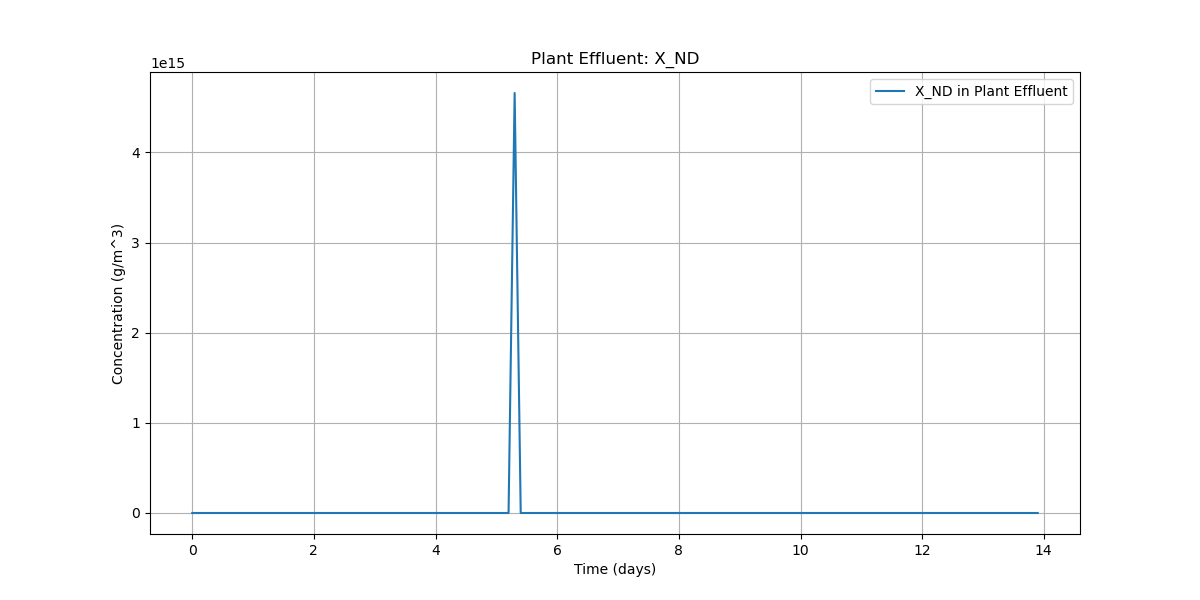 Plant Effluent: X_ND
1e15
X_ND in Plant Effluent
4
3
2
1
0
Concentration (g/m^3)
0 2 4 6 8 10 12 14
Time (days)